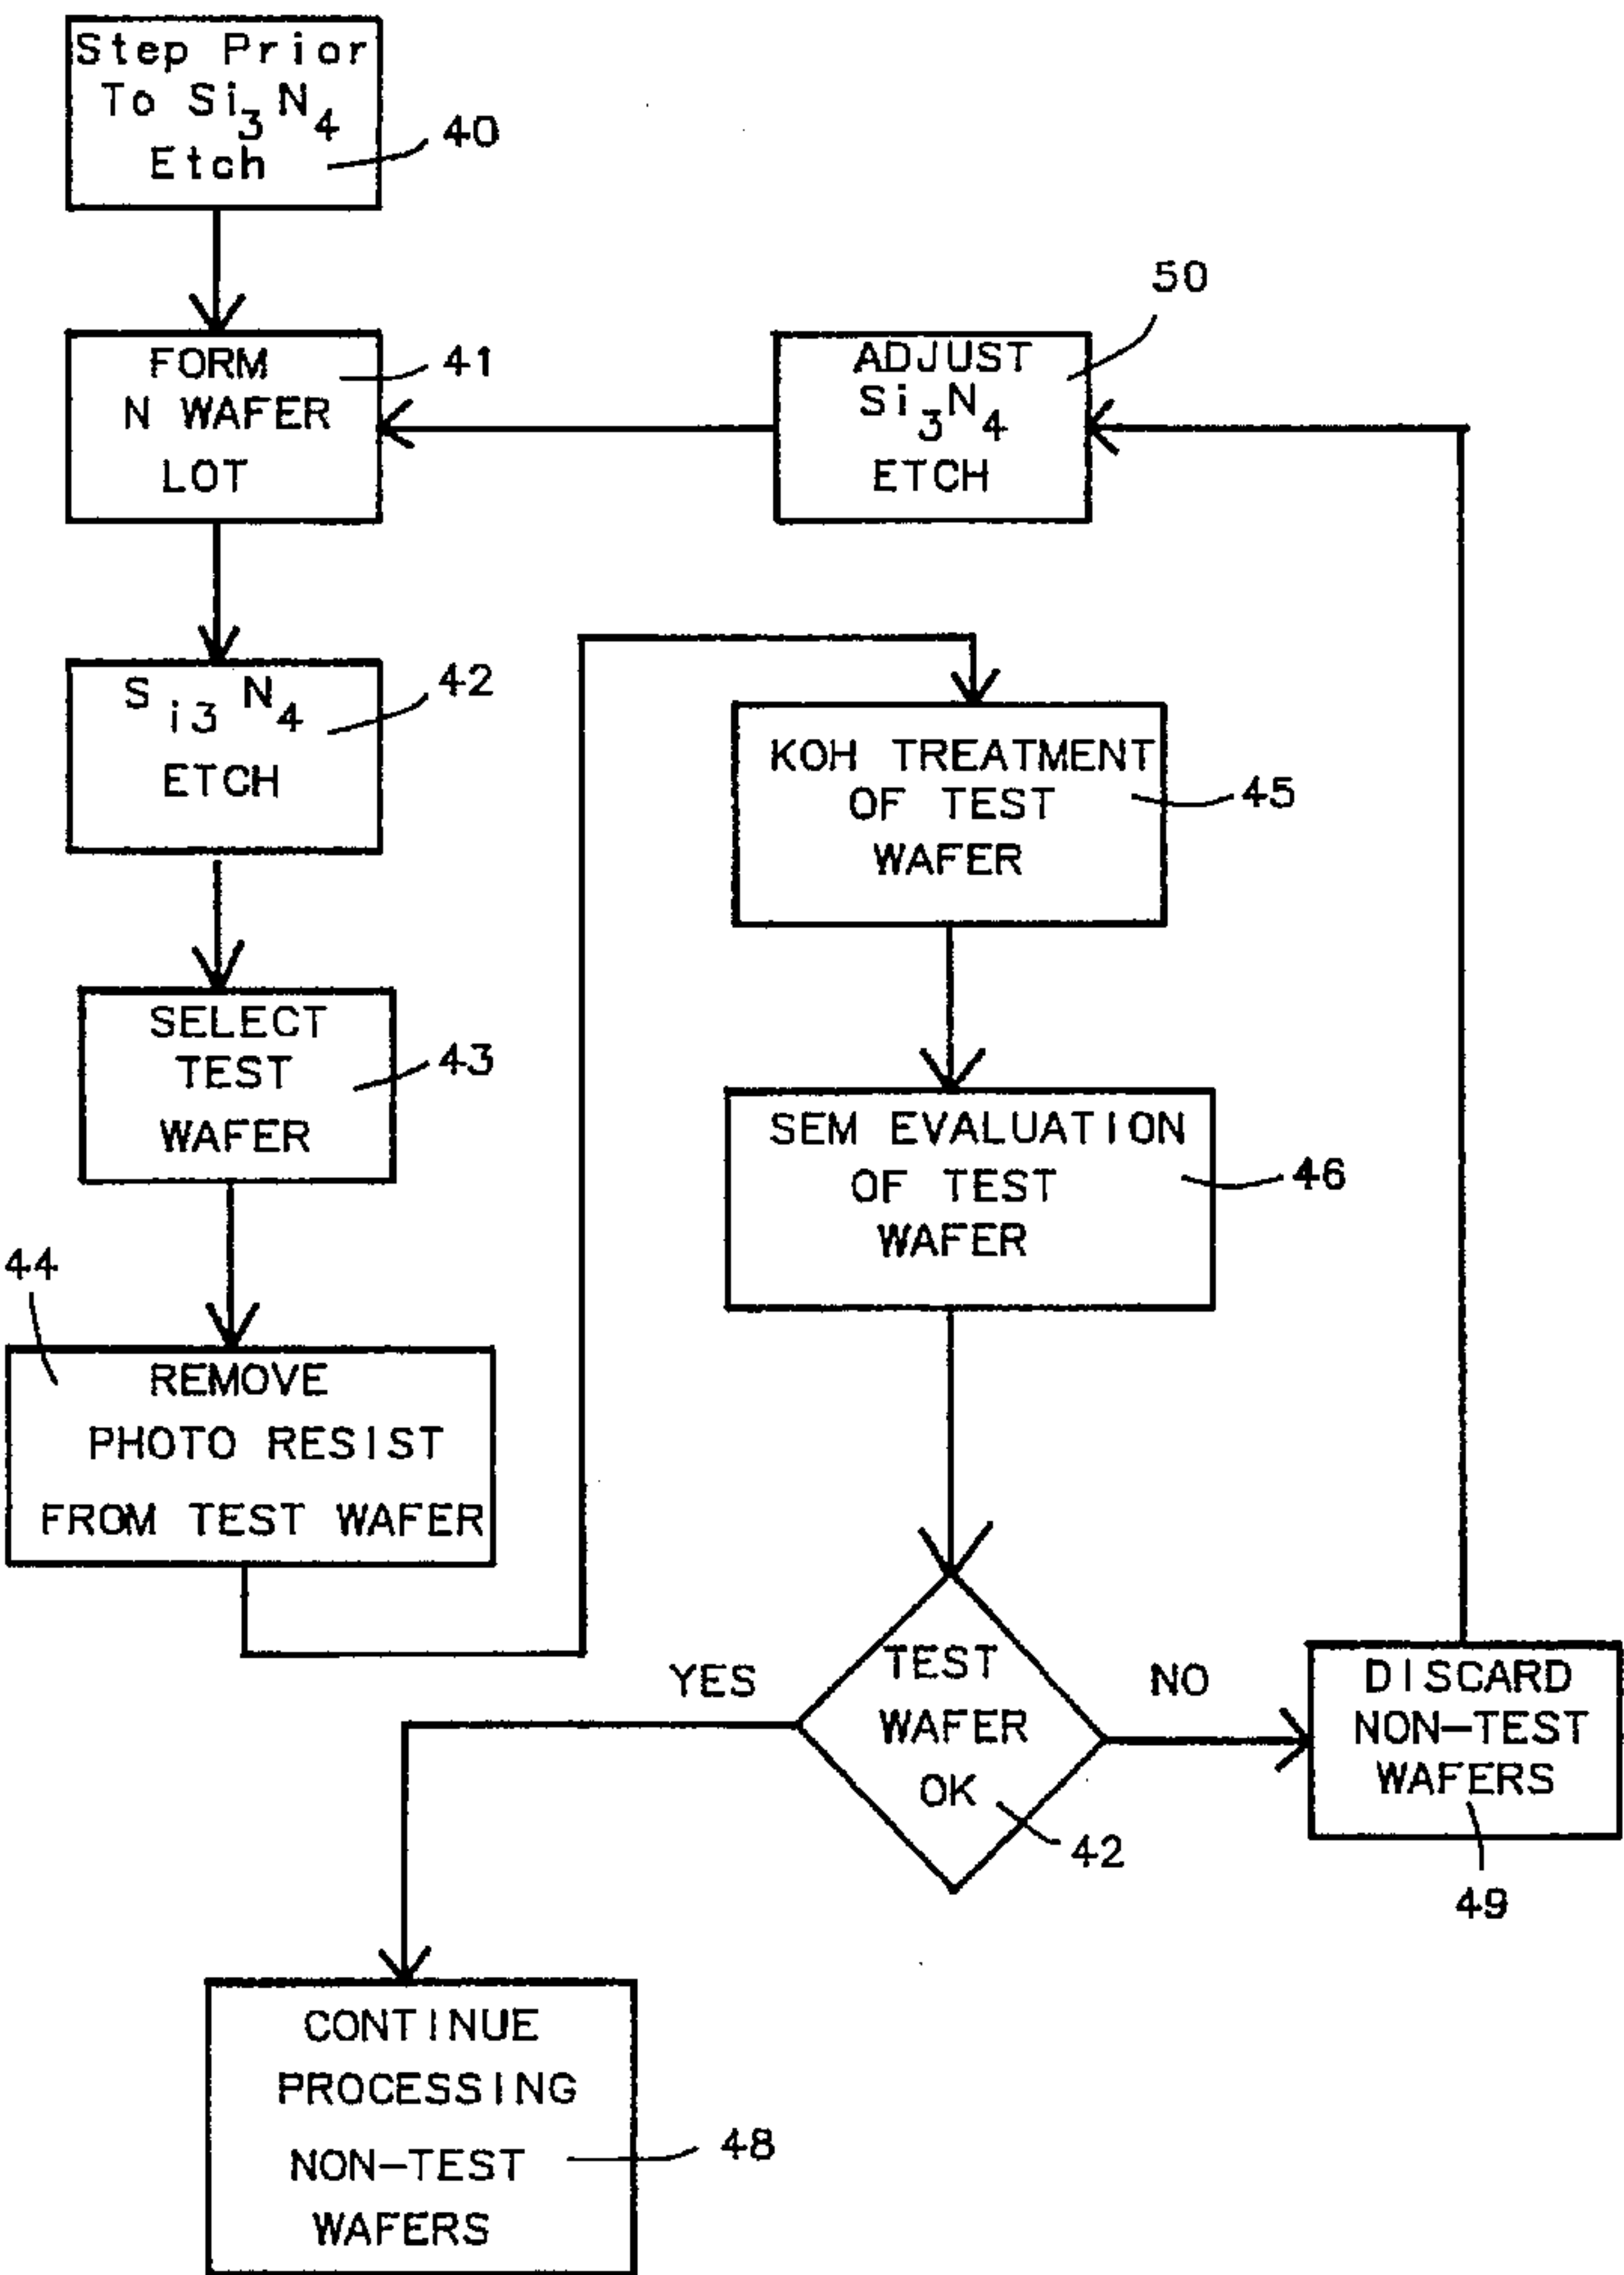 Step Prior
To Si3N4
Etch
40
FORM
N WAFER
LOT
41
ADJUST
Si3N4
ETCH
50
Si3 N4
ETCH
42
SELECT
TEST
WAFER
43
REMOVE
PHOTO RESIST
FROM TEST WAFER
44
KOH TREATMENT
OF TEST
WAFER
45
SEM EVALUATION
OF TEST
WAFER
46
TEST
WAFER
OK
42
YES
NO
DISCARD
NON-TEST
WAFERS
49
CONTINUE
PROCESSING
NON-TEST
WAFERS
48